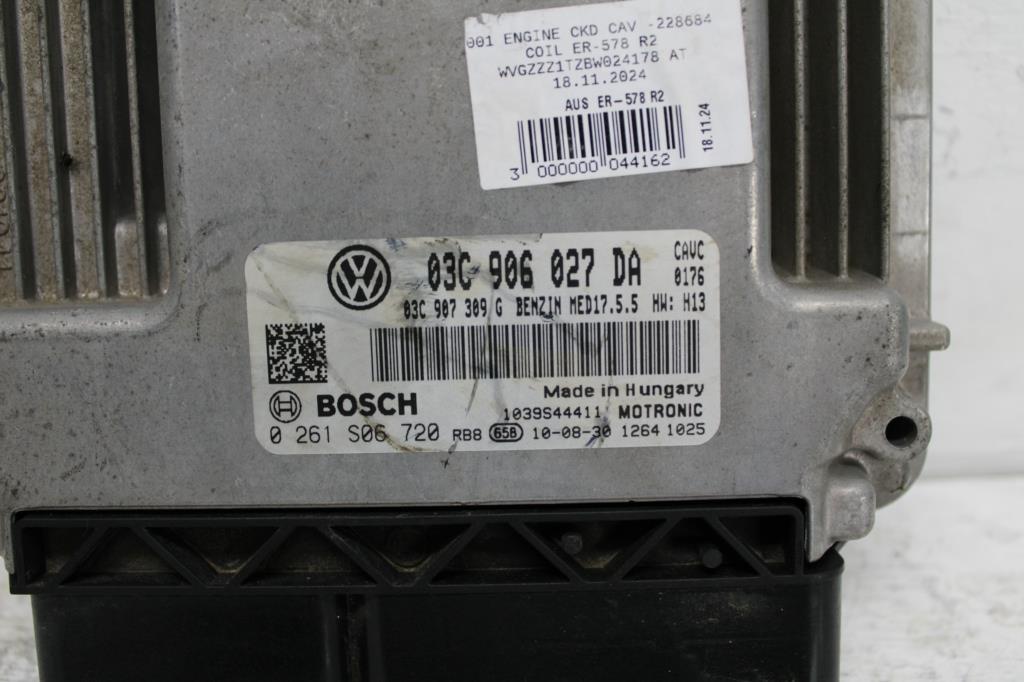 001 ENGINE CKD CAV -228684
COIL ER-578 R2
WVGZZZ1TZBW024178 AT
18.11.2024
AUS ER-578 R2
3 000000 044162
18.11.24
03C 906 027 DA
CAVC
0176
03C 907 309 G BENZIN MED17.5.5 HW: H13
Made in Hungary
BOSCH
1039S44411 MOTRONIC
0 261 S06 720 RB8 658 10-08-30 1264 1025